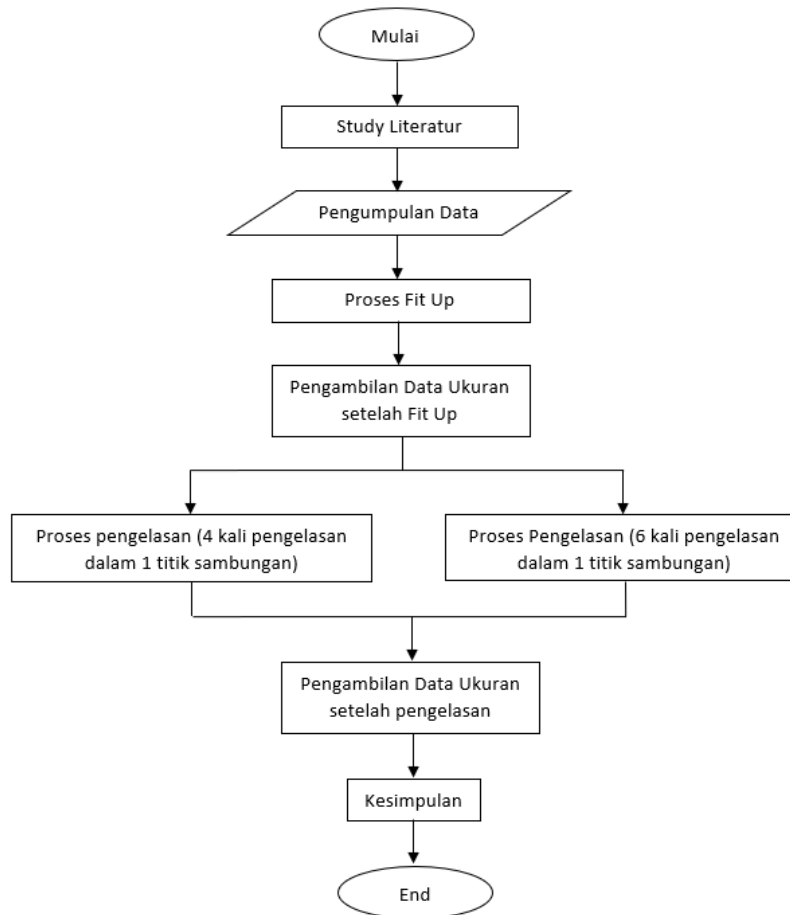 Mulai
Study Literatur
Pengumpulan Data
Proses Fit Up
Pengambilan Data Ukuran
setelah Fit Up
Proses pengelasan (4 kali pengelasan
dalam 1 titik sambungan)
Proses Pengelasan (6 kali pengelasan
dalam 1 titik sambungan)
Pengambilan Data Ukuran
setelah pengelasan
Kesimpulan
End